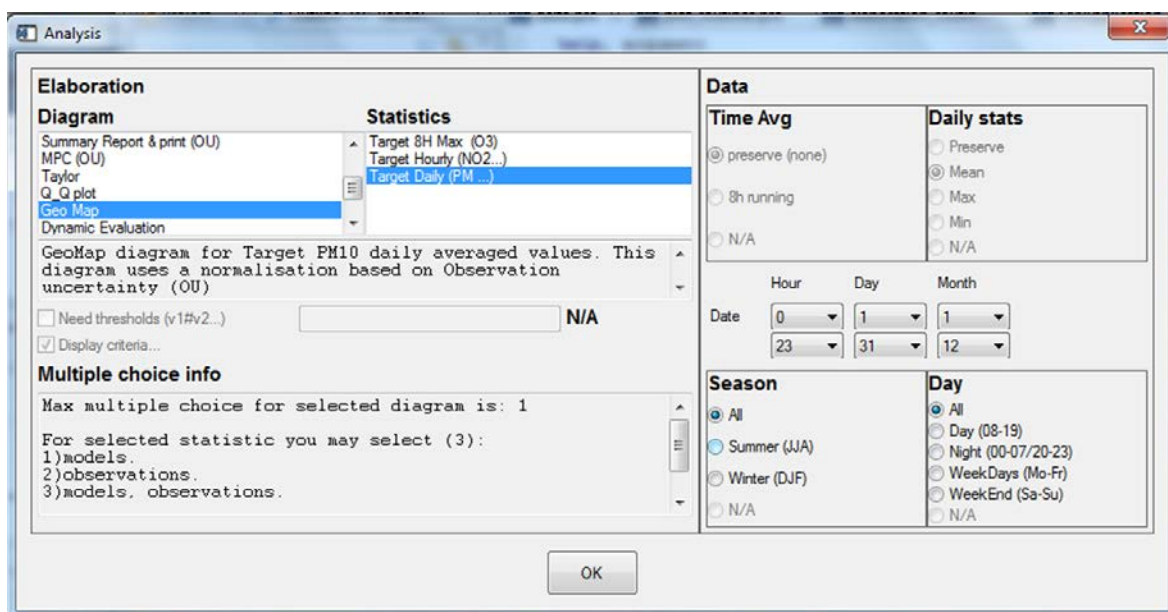 Analysis
Elaboration
Diagram
Summary Report & print (OU)
MPC (OU)
Taylor
Q_Q plot
Geo Map
Dynamic Evaluation
Statistics
Target 8H Max (O3)
Target Hourly (NO2...)
Target Daily (PM ...)
GeoMap diagram for Target PM10 daily averaged values. This
diagram uses a normalisation based on Observation
uncertainty (OU)
Need thresholds (v1#v2...)
N/A
Display criteria...
Multiple choice info
Max multiple choice for selected diagram is: 1
For selected statistic you may select (3):
1)models.
2)observations.
3)models, observations.
Data
Time Avg
preserve (none)
8h running
N/A
Daily stats
Preserve
Mean
Max
Min
N/A
Hour Day Month
Date 0 1 1
23 31 12
Season
All
Summer (JJA)
Winter (DJF)
N/A
Day
All
Day (08-19)
Night (00-07/20-23)
WeekDays (Mo-Fr)
WeekEnd (Sa-Su)
N/A
OK